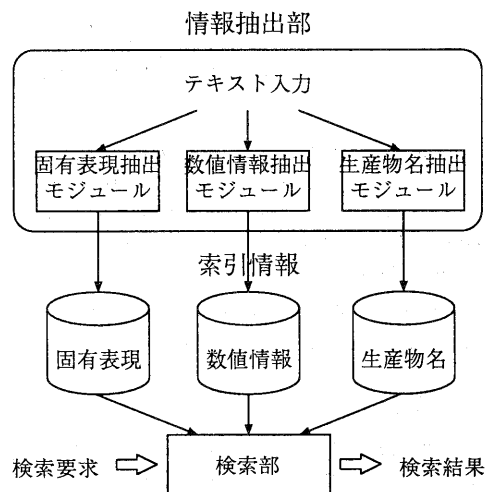 情報抽出部
テキスト入力
固有表現抽出
モジュール
数値情報抽出
モジュール
生産物名抽出
モジュール
索引情報
固有表現
数値情報
生産物名
検索要求
検索部
検索結果